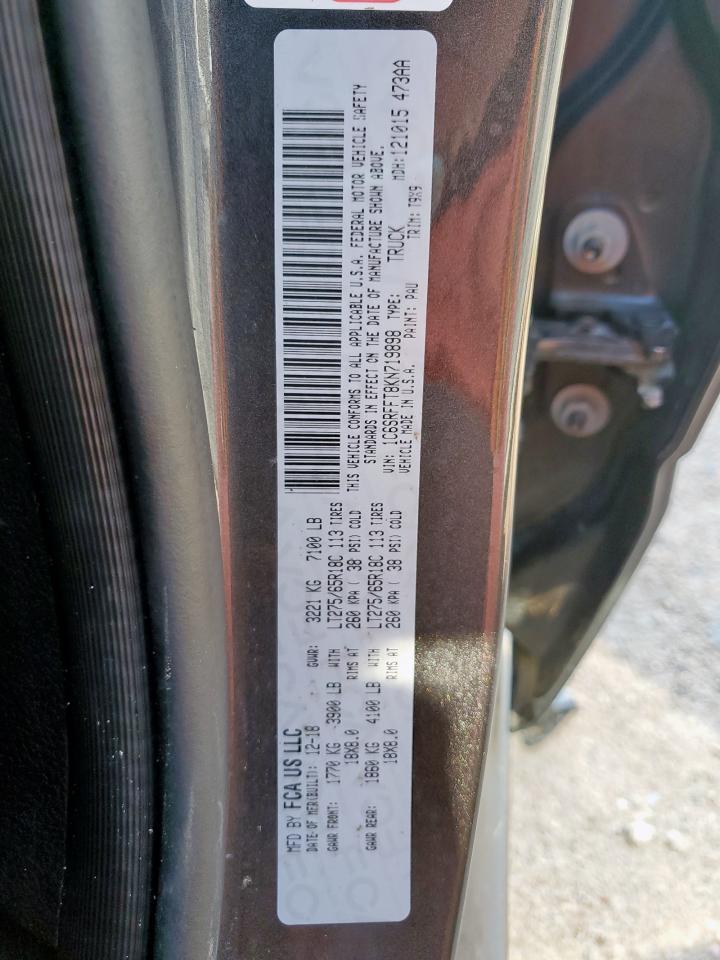 MFD BY FCA US LLC
DATE OF MFR(BUILT): 12-18 GVWR: 3221 KG 7100 LB
GAWR FRONT: 1770 KG 3900 LB WITH LT275/65R18C 113 TIRES
18X8.0 RIMS AT 260 KPA ( 38 PSI) COLD
GAWR REAR: 1860 KG 4100 LB WITH LT275/65R18C 113 TIRES
18X8.0 RIMS AT 260 KPA ( 38 PSI) COLD
THIS VEHICLE CONFORMS TO ALL APPLICABLE U.S.A. FEDERAL MOTOR VEHICLE SAFETY
STANDARDS IN EFFECT ON THE DATE OF MANUFACTURE SHOWN ABOVE.
VIN: 1C6SRFFT8KN719898 TYPE: TRUCK MDH:121015 473AA
VEHICLE MADE IN U.S.A. PAINT: PAU TRIM: T9X9